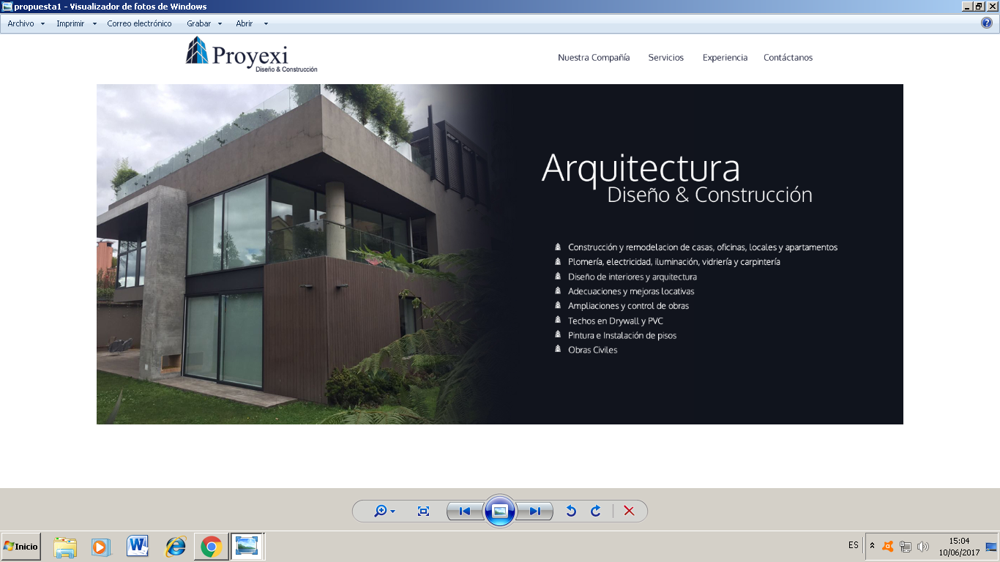 propuesta1 - Visualizador de fotos de Windows
Archivo Imprimir Correo electrónico Grabar Abrir
Proyexi
Diseño & Construcción
Nuestra Compañía Servicios Experiencia Contáctanos
Arquitectura
Diseño & Construcción
Construcción y remodelacion de casas, oficinas, locales y apartamentos
Plomería, electricidad, iluminación, vidriería y carpintería
Diseño de interiores y arquitectura
Adecuaciones y mejoras locativas
Ampliaciones y control de obras
Techos en Drywall y PVC
Pintura e Instalación de pisos
Obras Civiles
Inicio
ES
15:04
10/06/2017